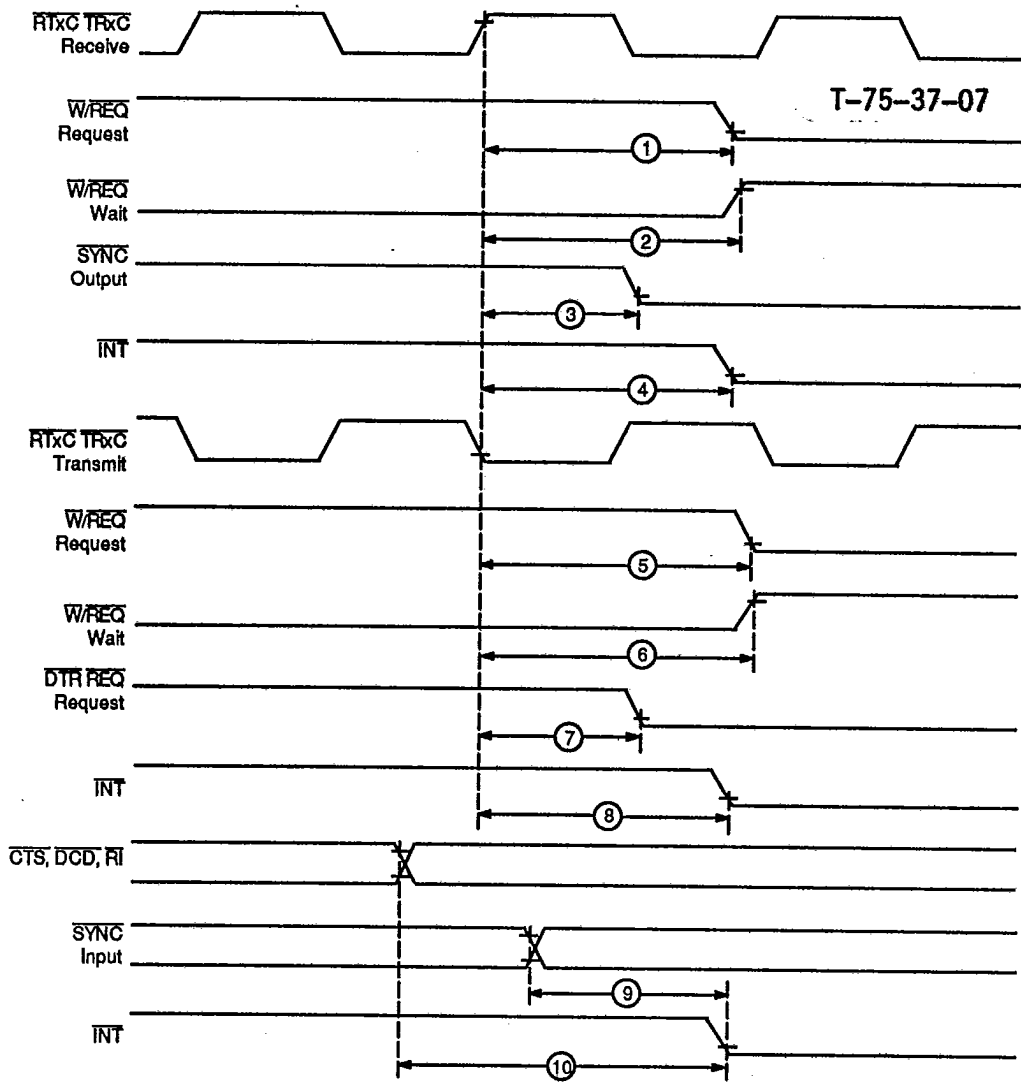 RTxC TRxC
Receive
T-75-37-07
W/REQ
Request
1
W/REQ
Wait
2
SYNC
Output
3
INT
4
RTxC TRxC
Transmit
W/REQ
Request
5
W/REQ
Wait
6
DTR REQ
Request
7
INT
8
CTS, DCD, RI
SYNC
Input
9
INT
10